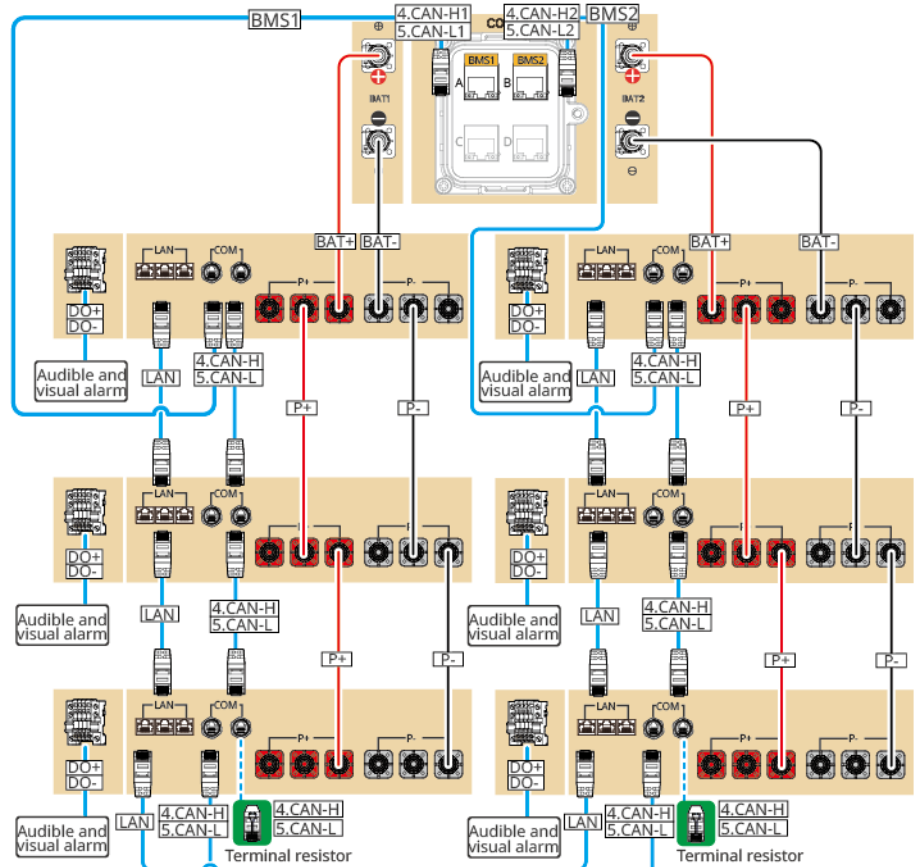 BMS1
4.CAN-H1
5.CAN-L1
CO
4.CAN-H2
5.CAN-L2
BMS2
BMS1
BMS2
A
B
C
D
BAT1
BAT2
BAT+
BAT-
BAT+
BAT-
LAN
COM
P+
P-
LAN
COM
P+
P-
DO+
DO-
DO+
DO-
Audible and
visual alarm
LAN
4.CAN-H
5.CAN-L
P+
P-
Audible and
visual alarm
LAN
4.CAN-H
5.CAN-L
P+
P-
LAN
COM
P-
LAN
COM
P
P-
DO+
DO-
DO+
DO-
Audible and
visual alarm
LAN
4.CAN-H
5.CAN-L
P+
P-
Audible and
visual alarm
LAN
4.CAN-H
5.CAN-L
P+
P-
LAN
COM
P+
P-
LAN
COM
P+
P-
DO+
DO-
DO+
DO-
Audible and
visual alarm
LAN
4.CAN-H
5.CAN-L
4.CAN-H
5.CAN-L
Terminal resistor
Audible and
visual alarm
LAN
4.CAN-H
5.CAN-L
4.CAN-H
5.CAN-L
Terminal resistor